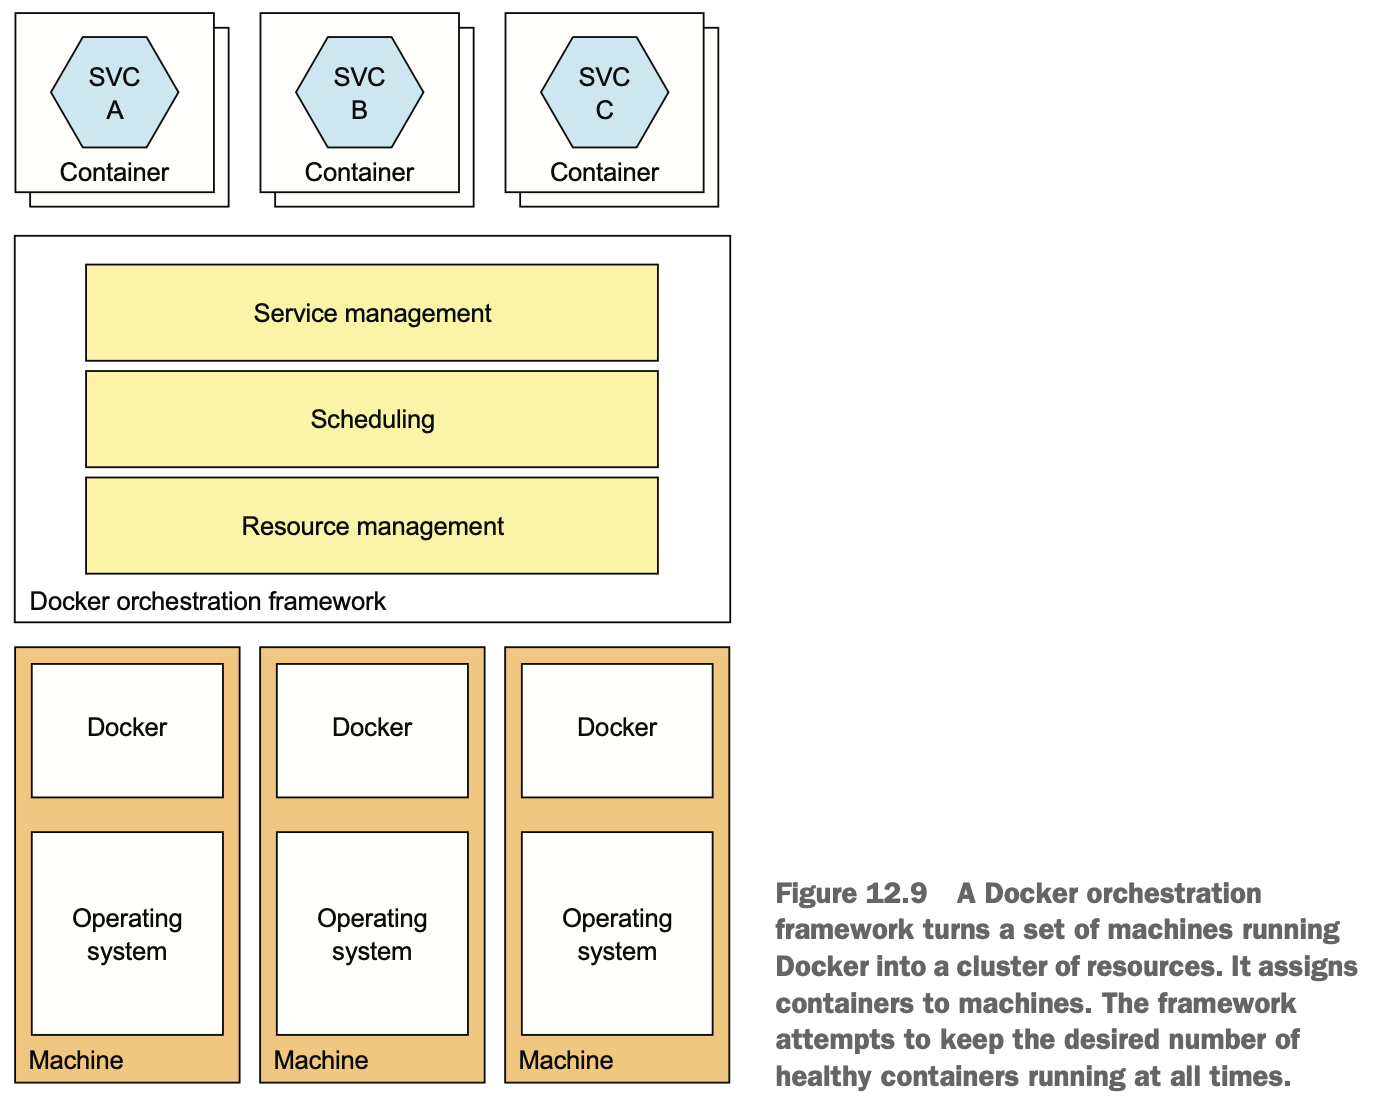 SVC
A
Container
SVC
B
Container
SVC
C
Container
Service management
Scheduling
Resource management
Docker orchestration framework
Docker
Operating
system
Machine
Docker
Operating
system
Machine
Docker
Operating
system
Machine
Figure 12.9 A Docker orchestration
framework turns a set of machines running
Docker into a cluster of resources. It assigns
containers to machines. The framework
attempts to keep the desired number of
healthy containers running at all times.